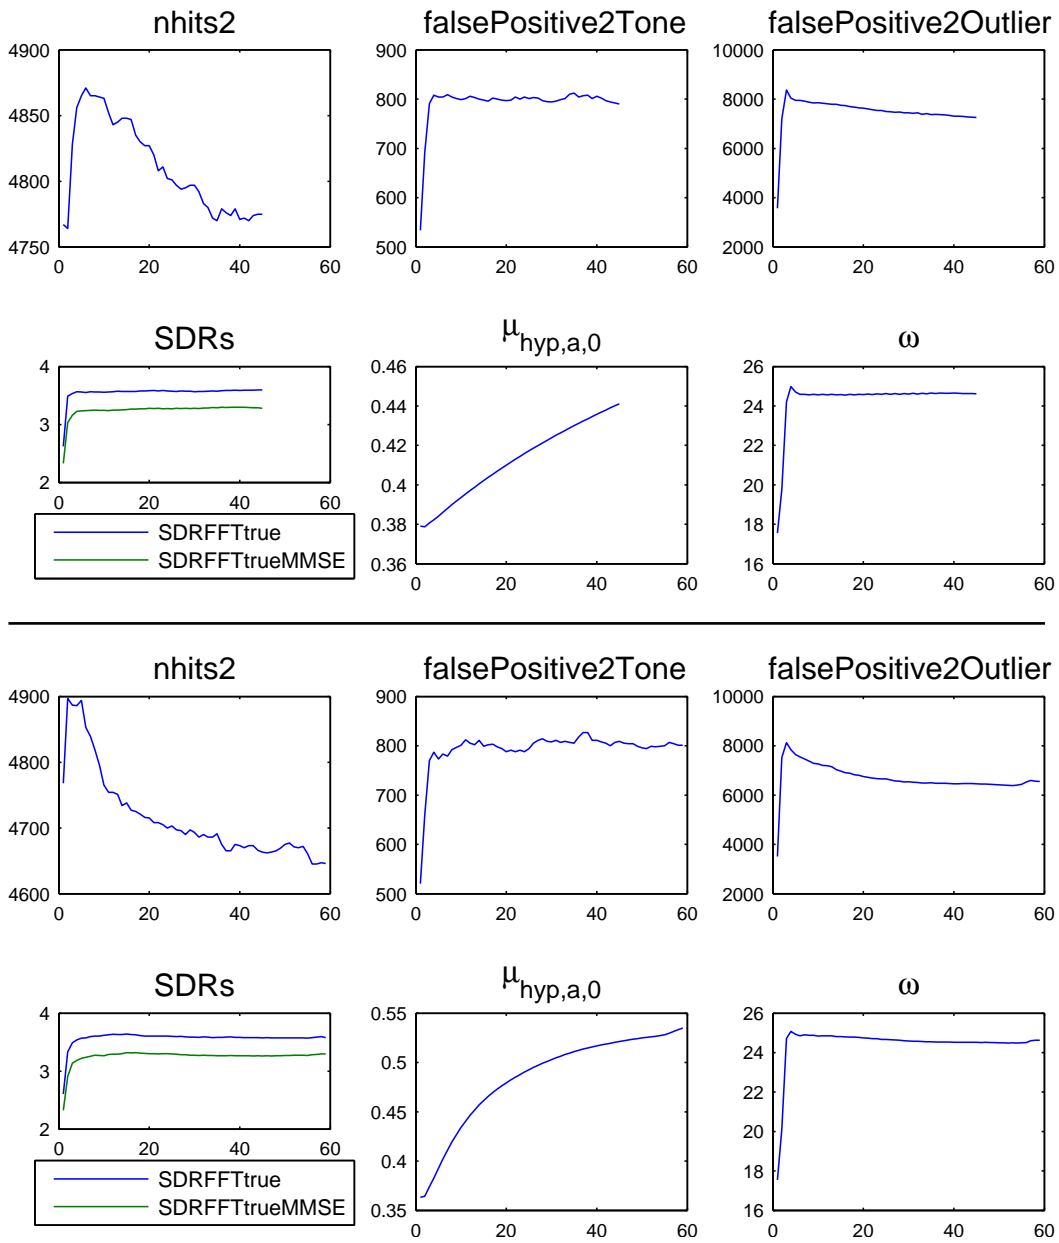 nhits2 falsePositive2Tone falsePositive2Outlier
4900 900 10000
4850 800 8000
700 6000
4800 600 4000
4750 500 2000
0 20 40 60 0 20 40 60 0 20 40 60
SDRs μhyp,a,0 ω
4 0.46 26
0.44 24
3 0.42 22
0.4 20
2 0.38 18
0 20 40 60
0.36 16
0 20 40 60 0 20 40 60
SDRFFTtrue
SDRFFTtrueMMSE
nhits2 falsePositive2Tone falsePositive2Outlier
4900 900 10000
4800 800 8000
700 6000
4700 600 4000
4600 500 2000
0 20 40 60 0 20 40 60 0 20 40 60
SDRs μhyp,a,0 ω
4 0.55 26
0.5 24
3 22
0.45 20
2 0.4 18
0 20 40 60
0.35 16
0 20 40 60 0 20 40 60
SDRFFTtrue
SDRFFTtrueMMSE